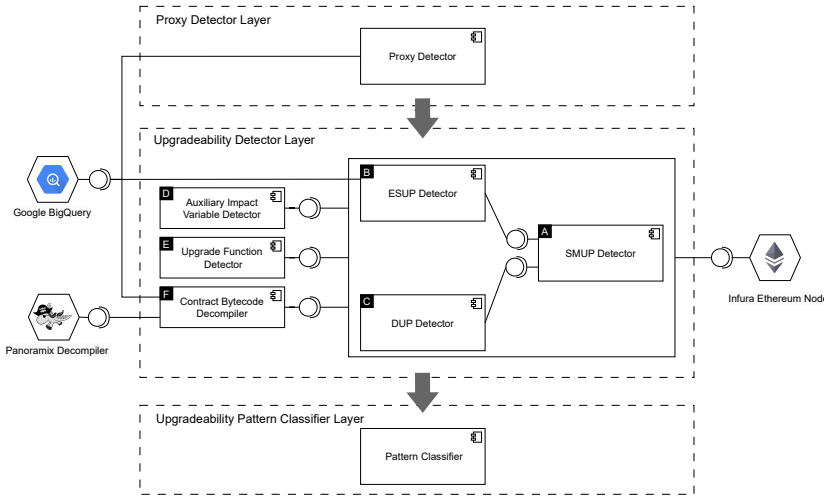 Proxy Detector Layer
Proxy Detector
Upgradeability Detector Layer
B
ESUP Detector
Google BigQuery
D
Auxiliary Impact
Variable Detector
A
SMUP Detector
E
Upgrade Function
Detector
Infura Ethereum Node
F
Contract Bytecode
Decompiler
C
DUP Detector
Panoramix Decompiler
Upgradeability Pattern Classifier Layer
Pattern Classifier